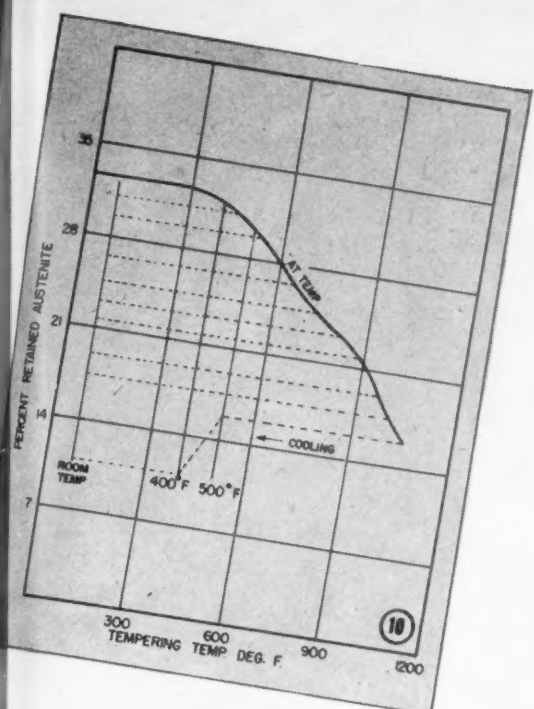 35
28
21
14
7
PERCENT RETAINED AUSTENITE
AT TEMP
COOLING
ROOM
TEMP
400°F 500°F
300 600 900 1200
TEMPERING TEMP. DEG. F.
10